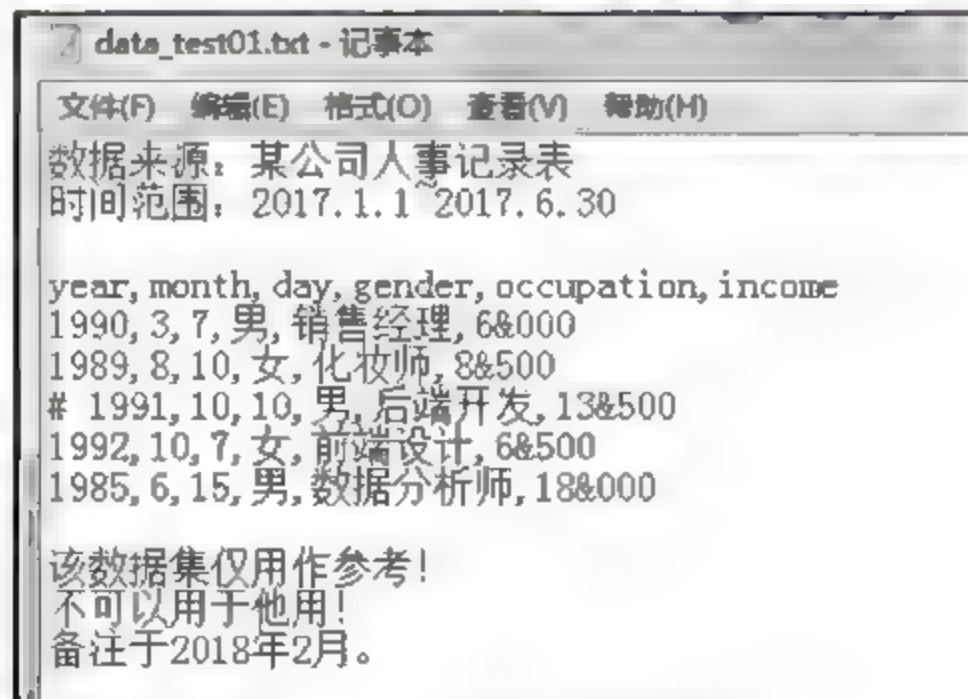 data_test01.txt - 记事本
文件(F) 编辑(E) 格式(O) 查看(V) 帮助(H)
数据来源：某公司人事记录表
时间范围：2017.1.1~2017.6.30
year,month,day,gender,occupation,income
1990,3,7,男,销售经理,6&000
1989,8,10,女,化妆师,8&500
# 1991,10,10,男,后端开发,13&500
1992,10,7,女,前端设计,6&500
1985,6,15,男,数据分析师,18&000
该数据集仅用作参考！
不可以用于他用！
备注于2018年2月。